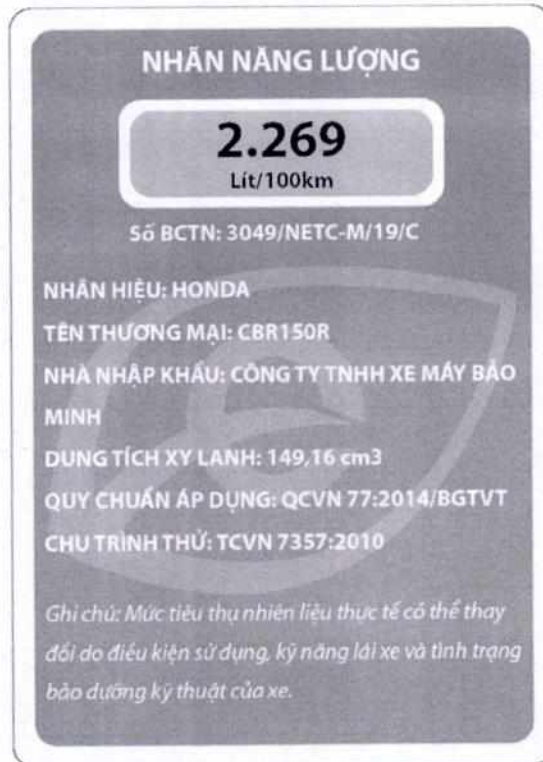 NHÃN NĂNG LƯỢNG
2.269
Lít/100km
Số BCTN: 3049/NETC-M/19/C
NHÃN HIỆU: HONDA
TÊN THƯƠNG MẠI: CBR150R
NHÀ NHẬP KHẨU: CÔNG TY TNHH XE MÁY BẢO
MINH
DUNG TÍCH XY LANH: 149,16 cm3
QUY CHUẨN ÁP DỤNG: QCVN 77:2014/BGTVT
CHU TRÌNH THỬ: TCVN 7357:2010
Ghi chú: Mức tiêu thụ nhiên liệu thực tế có thể thay
đổi do điều kiện sử dụng, kỹ năng lái xe và tình trạng
bảo dưỡng kỹ thuật của xe.